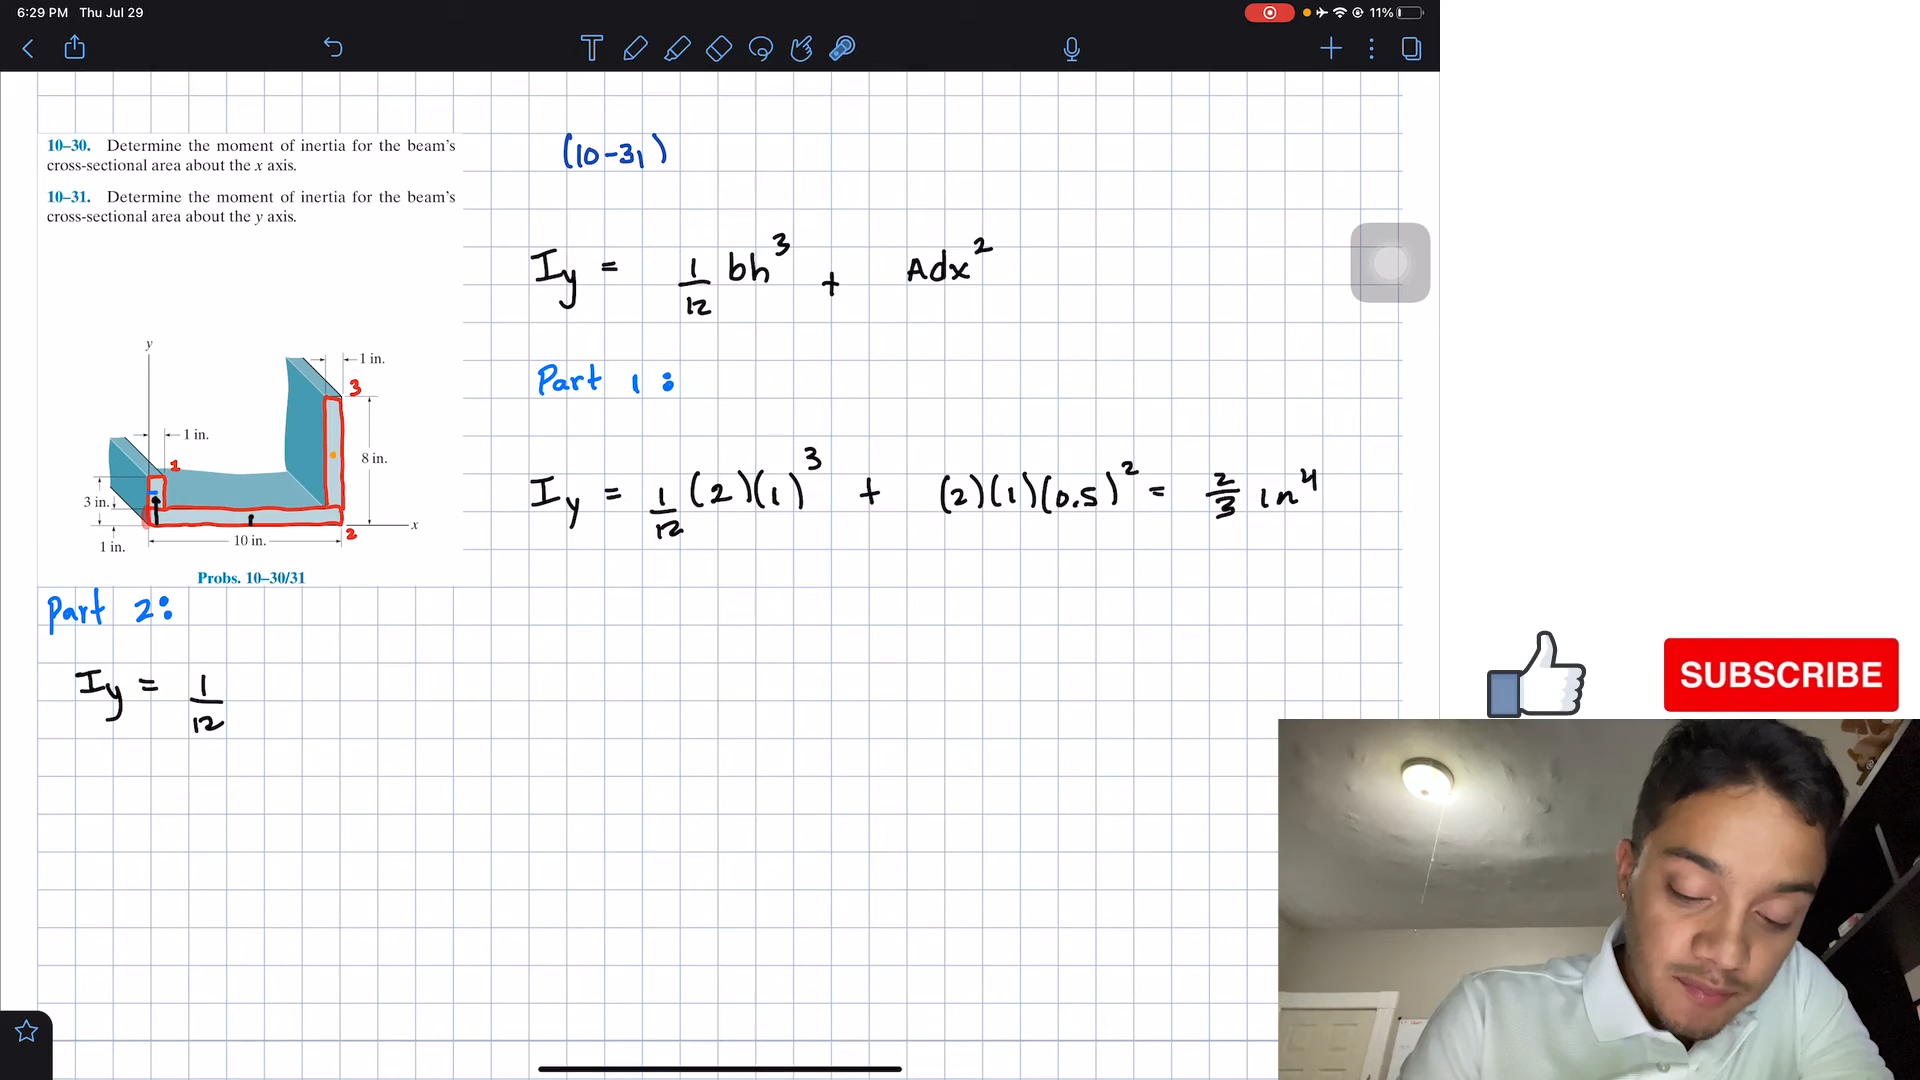 6:29 PM Thu Jul 29
11%
10–30. Determine the moment of inertia for the beam's
cross-sectional area about the x axis.
10–31. Determine the moment of inertia for the beam's
cross-sectional area about the y axis.
(10-31)
Iy = 1/12 bh³ + Adx²
Part 1:
Iy = 1/12 (2)(1)³ + (2)(1)(0.5)² = 2/3 in⁴
y
1 in.
3
1 in.
1
8 in.
3 in.
x
2
10 in.
1 in.
Probs. 10–30/31
Part 2:
Iy = 1/12
SUBSCRIBE